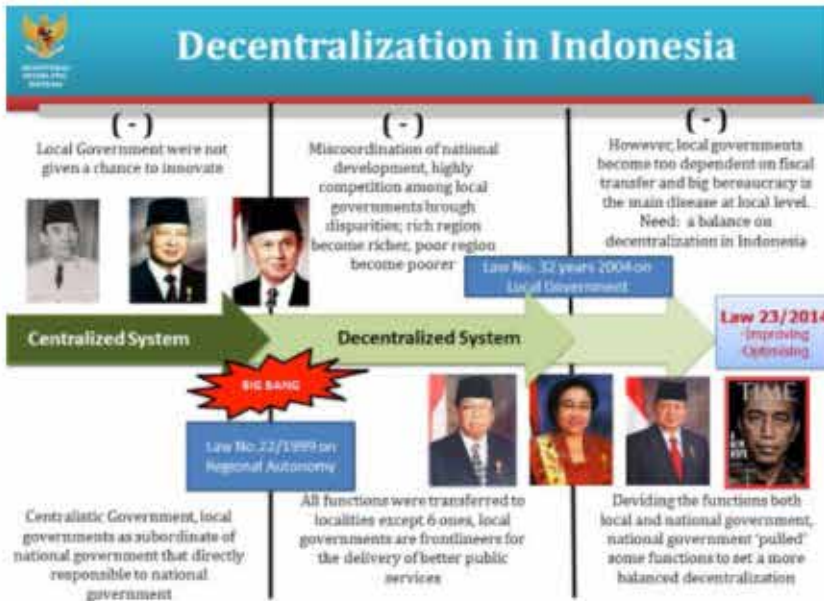 Decentralization in Indonesia
( - )
Local Government were not
given a chance to innovate
( - )
Miscoordination of national
development, highly
competition among local
governments brough
disparities; rich region
become richer, poor region
become poorer
( - )
However, local governments
become too dependent on fiscal
transfer and big bereaucracy is
the main disease at local level.
Need: a balance on
decentralization in Indonesia
Law No. 32 years 2004 on
Local Government
Centralized System
Decentralized System
Law 23/2014
-Improving
-Optimising
BIG BANG
Law No.22/1999 on
Regional Autonomy
TIME
Centralistic Government, local
governments as subordinate of
national government that directly
responsible to national
government
All functions were transferred to
localities except 6 ones, local
governments are frontlineers for
the delivery of better public
services
Deviding the functions both
local and national government,
national government 'pulled'
some functions to set a more
balanced decentralization